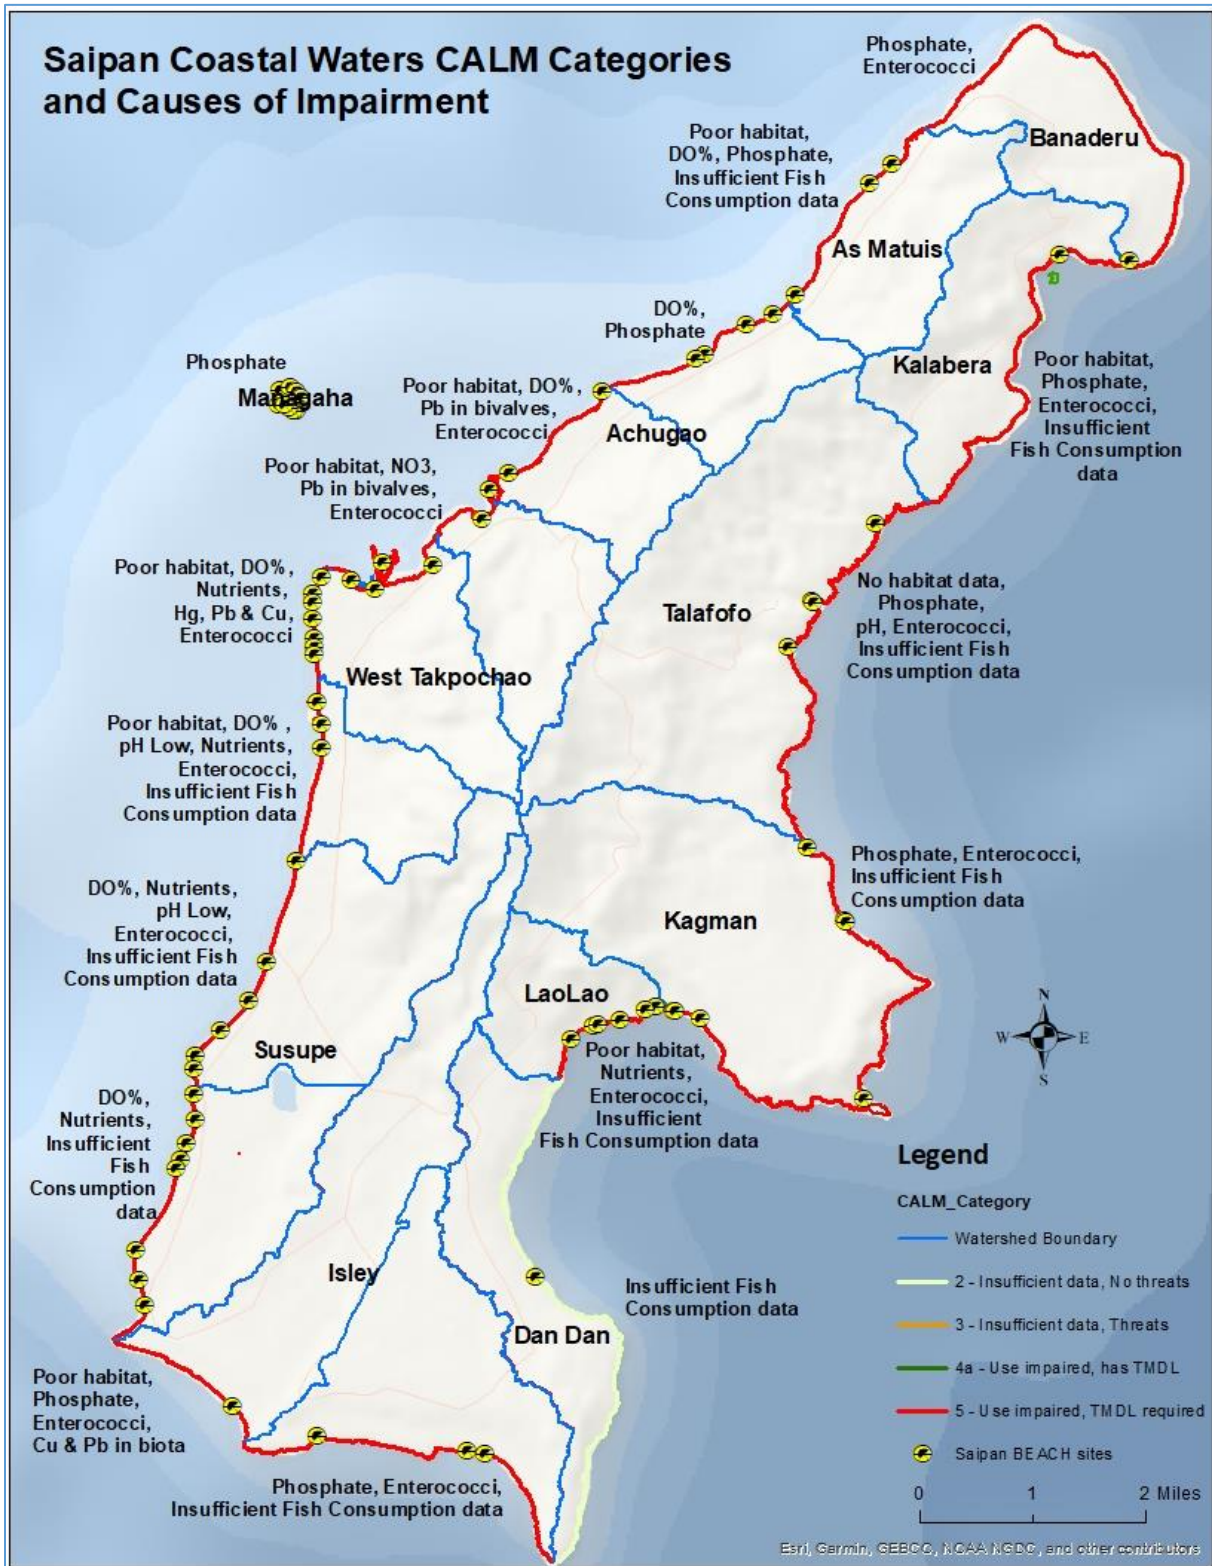 Saipan Coastal Waters CALM Categories
and Causes of Impairment
Phosphate,
Enterococci
Banaderu
Poor habitat,
DO%, Phosphate,
Insufficient Fish
Consumption data
As Matuis
DO%,
Phosphate
Kalabera
Poor habitat,
Phosphate,
Enterococci,
Insufficient
Fish Consumption
data
Phosphate
Managaha
Poor habitat, DO%,
Pb in bivalves,
Enterococci
Achugao
Poor habitat, NO3,
Pb in bivalves,
Enterococci
Poor habitat, DO%,
Nutrients,
Hg, Pb & Cu,
Enterococci
Talafofo
No habitat data,
Phosphate,
pH, Enterococci,
Insufficient Fish
Consumption data
West Takpochao
Poor habitat, DO% ,
pH Low, Nutrients,
Enterococci,
Insufficient Fish
Consumption data
Phosphate, Enterococci,
Insufficient Fish
Consumption data
DO%, Nutrients,
pH Low,
Enterococci,
Insufficient Fish
Consumption data
Kagman
LaoLao
N
W
E
S
Susupe
Poor habitat,
Nutrients,
Enterococci,
Insufficient
Fish Consumption data
DO%,
Nutrients,
Insufficient
Fish
Consumption
data
Isley
Insufficient Fish
Consumption data
Dan Dan
Poor habitat,
Phosphate,
Enterococci,
Cu & Pb in biota
Phosphate, Enterococci,
Insufficient Fish Consumption data
Legend
CALM_Category
Watershed Boundary
2 - Insufficient data, No threats
3 - Insufficient data, Threats
4a - Use impaired, has TMDL
5 - Use impaired, TMDL required
Saipan BEACH sites
0 1 2 Miles
Esri, Garmin, GEBCO, NOAA NGDC, and other contributors